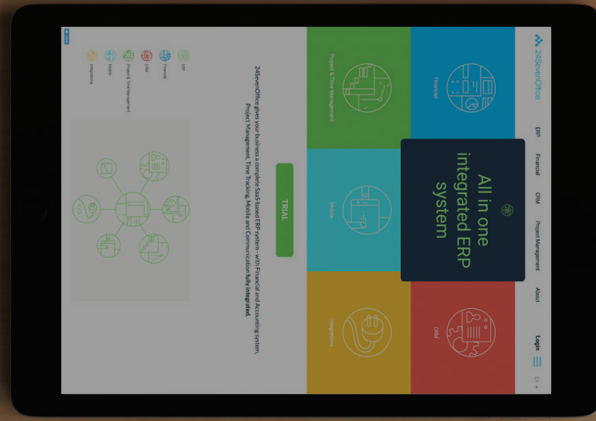 24SevenOffice
ERP
Financial
CRM
Project Management
About
Login
En
Financial
CRM
All in one
integrated ERP
system
Project & Time Management
Mobile
Integrations
TRIAL
24SevenOffice gives your business a complete SaaS based ERP system - with Financial and Accounting system,
Project Management, Time Tracking, Mobile and Communication fully integrated.
ERP
Financial
CRM
Project & Time Management
Mobile
Integrations